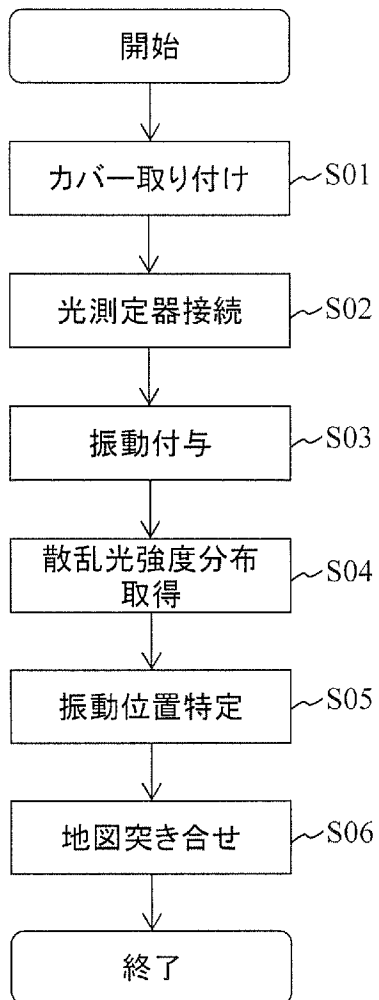 開始
カバー取り付け
S01
光測定器接続
S02
振動付与
S03
散乱光強度分布
取得
S04
振動位置特定
S05
地図突き合せ
S06
終了